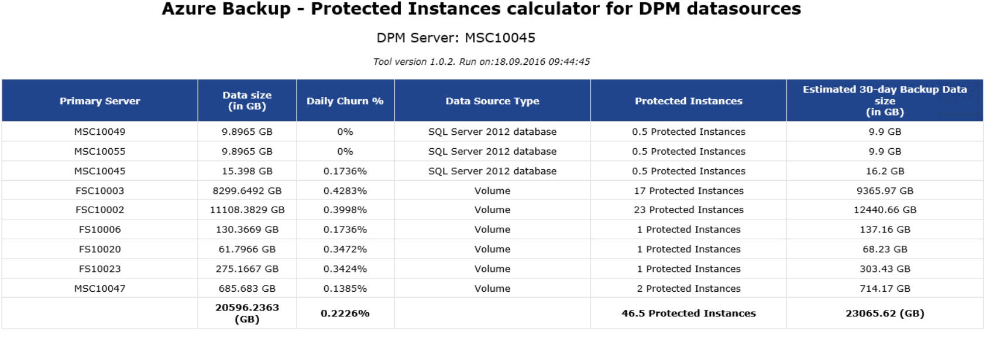 Azure Backup - Protected Instances calculator for DPM datasources
DPM Server: MSC10045
Tool version 1.0.2. Run on:18.09.2016 09:44:45
Primary Server Data size (in GB) Daily Churn % Data Source Type Protected Instances Estimated 30-day Backup Data size (in GB)
MSC10049 9.8965 GB 0% SQL Server 2012 database 0.5 Protected Instances 9.9 GB
MSC10055 9.8965 GB 0% SQL Server 2012 database 0.5 Protected Instances 9.9 GB
MSC10045 15.398 GB 0.1736% SQL Server 2012 database 0.5 Protected Instances 16.2 GB
FSC10003 8299.6492 GB 0.4283% Volume 17 Protected Instances 9365.97 GB
FSC10002 11108.3829 GB 0.3998% Volume 23 Protected Instances 12440.66 GB
FS10006 130.3669 GB 0.1736% Volume 1 Protected Instances 137.16 GB
FS10020 61.7966 GB 0.3472% Volume 1 Protected Instances 68.23 GB
FS10023 275.1667 GB 0.3424% Volume 1 Protected Instances 303.43 GB
MSC10047 685.683 GB 0.1385% Volume 2 Protected Instances 714.17 GB
20596.2363 (GB) 0.2226% 46.5 Protected Instances 23065.62 (GB)